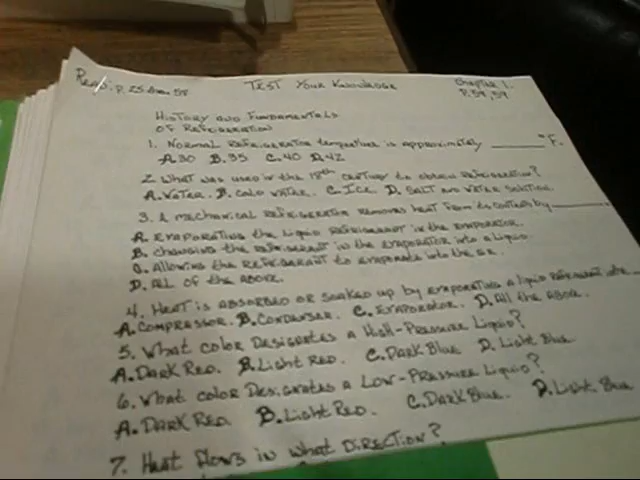 Read: P. 25 thru 58 TEST YOUR KNOWLEDGE Chapter 1.
P. 58, 59
HISTORY AND FUNDAMENTALS
OF REFRIGERATION
1. NORMAL REFRIGERATOR temperature is approximately ______ °F.
A. 30 B. 35 C. 40 D. 42
2. WHAT WAS USED IN THE 18th CENTURY to obtain refrigeration?
A. WATER. B. COLD WATER. C. ICE. D. SALT AND WATER SOLUTION.
3. A mechanical Refrigerator removes heat from its contents by ______
A. EVAPORATING the Liquid REFRIGERANT IN the EVAPORATOR.
B. CHANGING the REFRIGERANT IN the EVAPORATOR INTO A LIQUID.
C. Allowing the REFRIGERANT to EVAPORATE INTO the
D. ALL OF the ABOVE.
4. HEAT IS ABSORBED OR SOAKED UP by EVAPORATING A liquid REFRIGERANT
A. COMPRESSOR. B. CONDENSER. C. EVAPORATOR. D. All the ABOVE.
5. What COLOR DESIGNATES A HIGH-PRESSURE LIQUID?
A. DARK RED. B. Light RED. C. DARK Blue. D. Light Blue
6. WHAT COLOR DESIGNATES A LOW-PRESSURE LIQUID?
A. DARK RED. B. Light RED. C. DARK Blue. D. Light Blue
7. HEAT flows IN what DIRECTION?